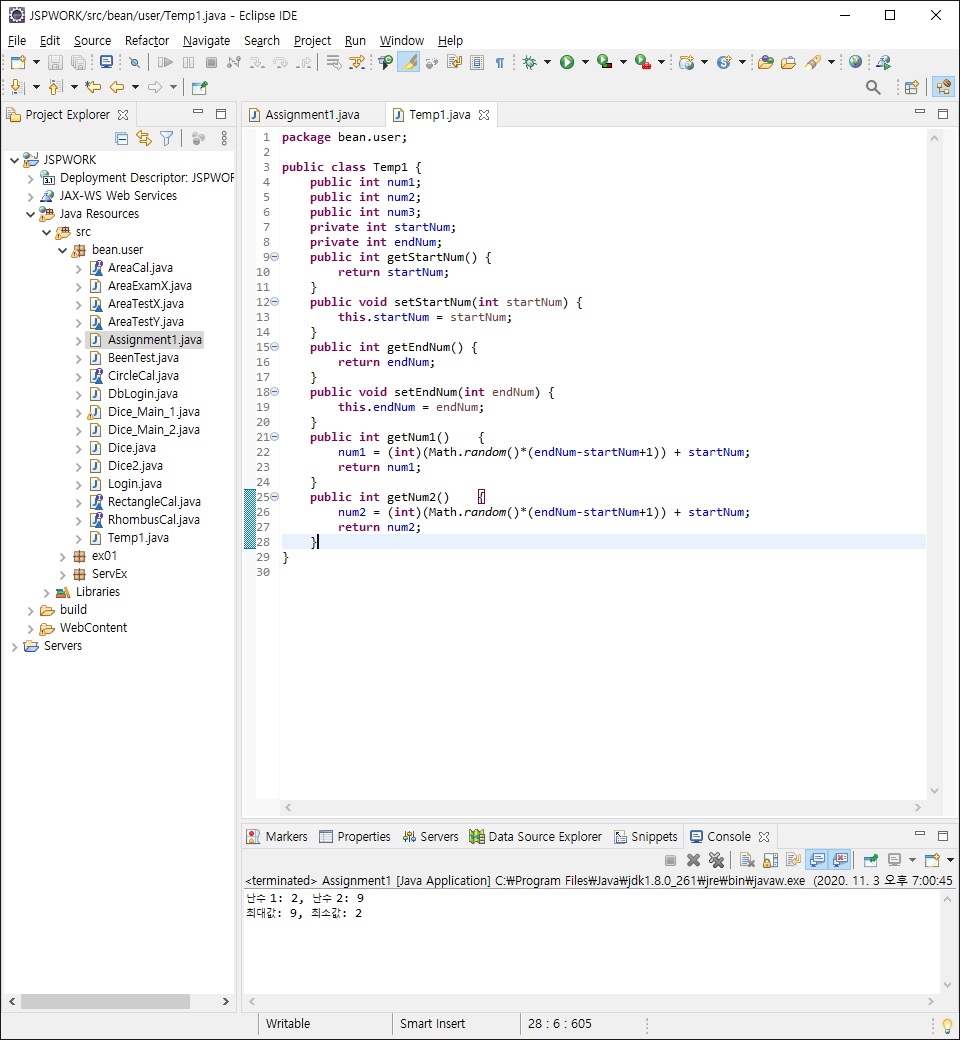 JSPWORK/src/bean/user/Temp1.java - Eclipse IDE
File Edit Source Refactor Navigate Search Project Run Window Help
Project Explorer
JSPWORK
Deployment Descriptor: JSPWOF
JAX-WS Web Services
Java Resources
src
bean.user
AreaCal.java
AreaExamX.java
AreaTestX.java
AreaTestY.java
Assignment1.java
BeenTest.java
CircleCal.java
DbLogin.java
Dice_Main_1.java
Dice_Main_2.java
Dice.java
Dice2.java
Login.java
RectangleCal.java
RhombusCal.java
Temp1.java
ex01
ServEx
Libraries
build
WebContent
Servers
Assignment1.java Temp1.java
1 package bean.user;
2
3 public class Temp1 {
4 public int num1;
5 public int num2;
6 public int num3;
7 private int startNum;
8 private int endNum;
9 public int getStartNum() {
10 return startNum;
11 }
12 public void setStartNum(int startNum) {
13 this.startNum = startNum;
14 }
15 public int getEndNum() {
16 return endNum;
17 }
18 public void setEndNum(int endNum) {
19 this.endNum = endNum;
20 }
21 public int getNum1() {
22 num1 = (int)(Math.random()*(endNum-startNum+1)) + startNum;
23 return num1;
24 }
25 public int getNum2() {
26 num2 = (int)(Math.random()*(endNum-startNum+1)) + startNum;
27 return num2;
28 }
29 }
30
Markers Properties Servers Data Source Explorer Snippets Console
<terminated> Assignment1 [Java Application] C:₩Program Files₩Java₩jdk1.8.0_261₩jre₩bin₩javaw.exe (2020. 11. 3 오후 7:00:45
난수 1: 2, 난수 2: 9
최대값: 9, 최소값: 2
Writable Smart Insert 28 : 6 : 605